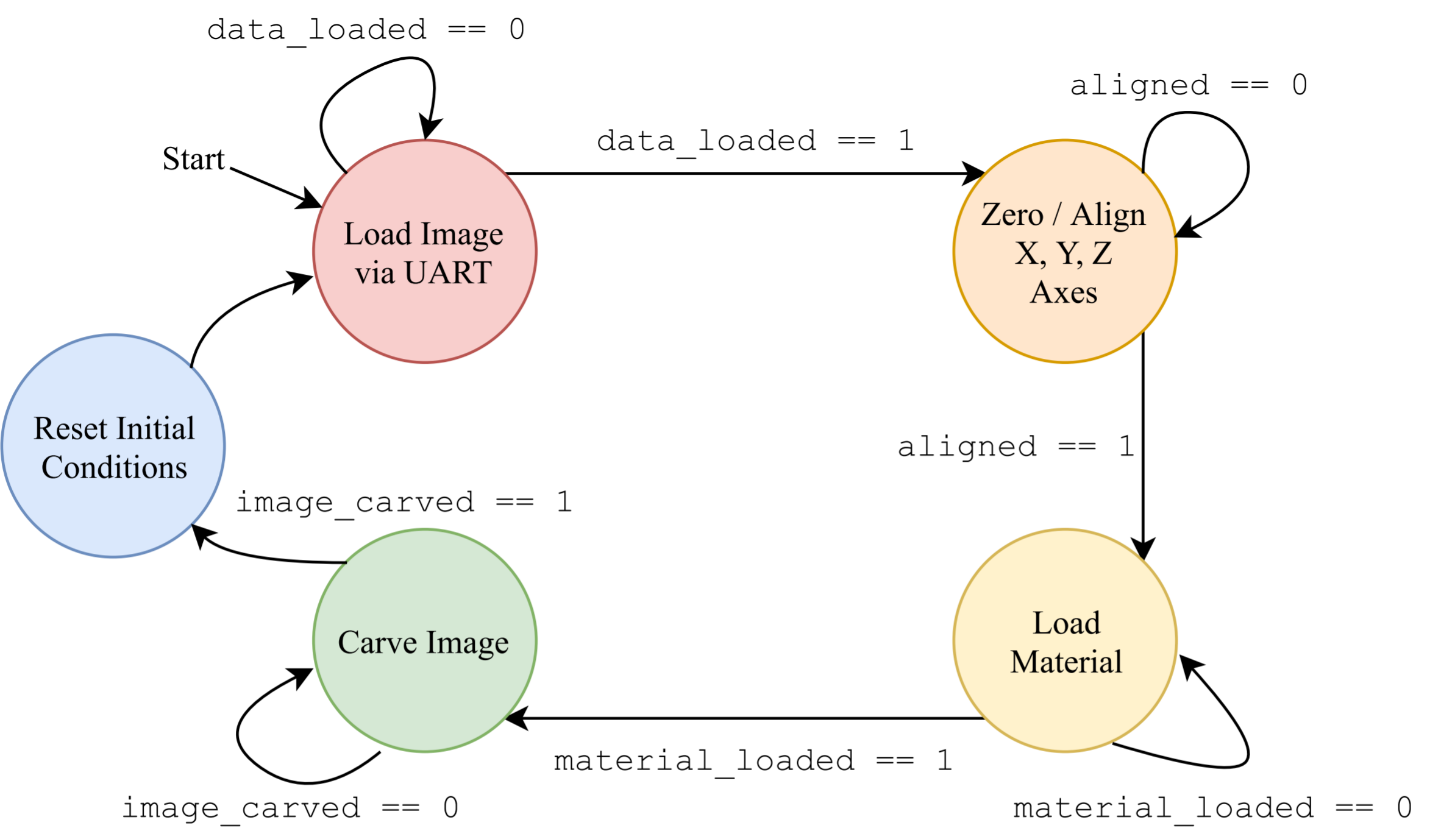 data_loaded == 0
aligned == 0
data_loaded == 1
Start
Load Image
via UART
Zero / Align
X, Y, Z
Axes
Reset Initial
Conditions
aligned == 1
image_carved == 1
Carve Image
Load
Material
material_loaded == 1
image_carved == 0
material_loaded == 0